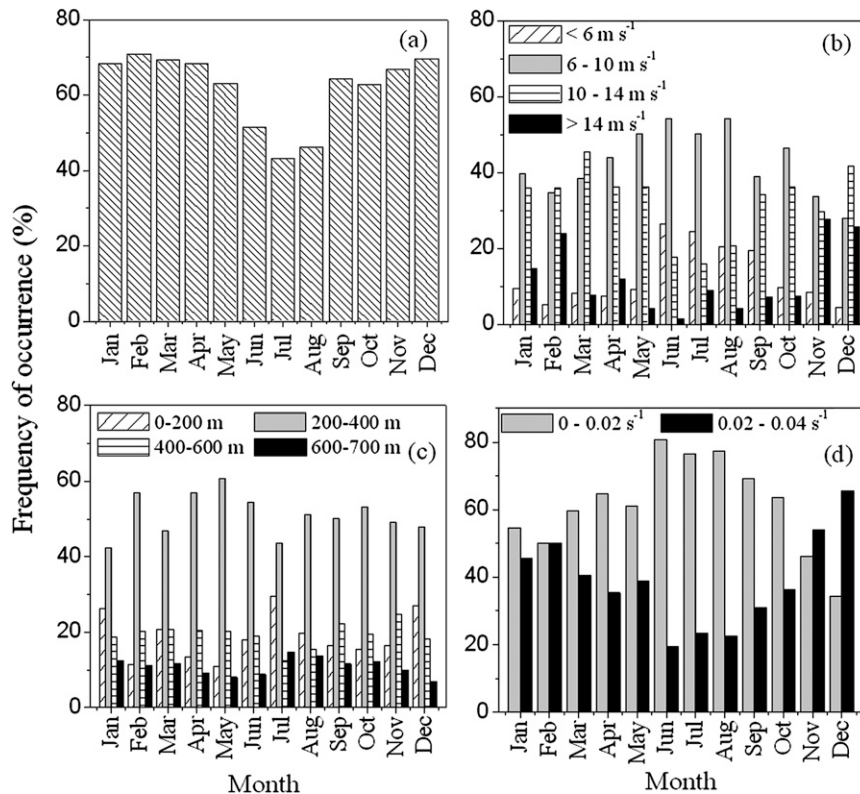 Frequency of occurrence (%)
80
60
40
20
0
(a)
Jan Feb Mar Apr May Jun Jul Aug Sep Oct Nov Dec
80
60
40
20
0
(b)
< 6 m s⁻¹
6 - 10 m s⁻¹
10 - 14 m s⁻¹
> 14 m s⁻¹
Jan Feb Mar Apr May Jun Jul Aug Sep Oct Nov Dec
80
60
40
20
0
0-200 m 200-400 m
400-600 m 600-700 m
(c)
Jan Feb Mar Apr May Jun Jul Aug Sep Oct Nov Dec
Month
80
60
40
20
0
0 - 0.02 s⁻¹ 0.02 - 0.04 s⁻¹
(d)
Jan Feb Mar Apr May Jun Jul Aug Sep Oct Nov Dec
Month